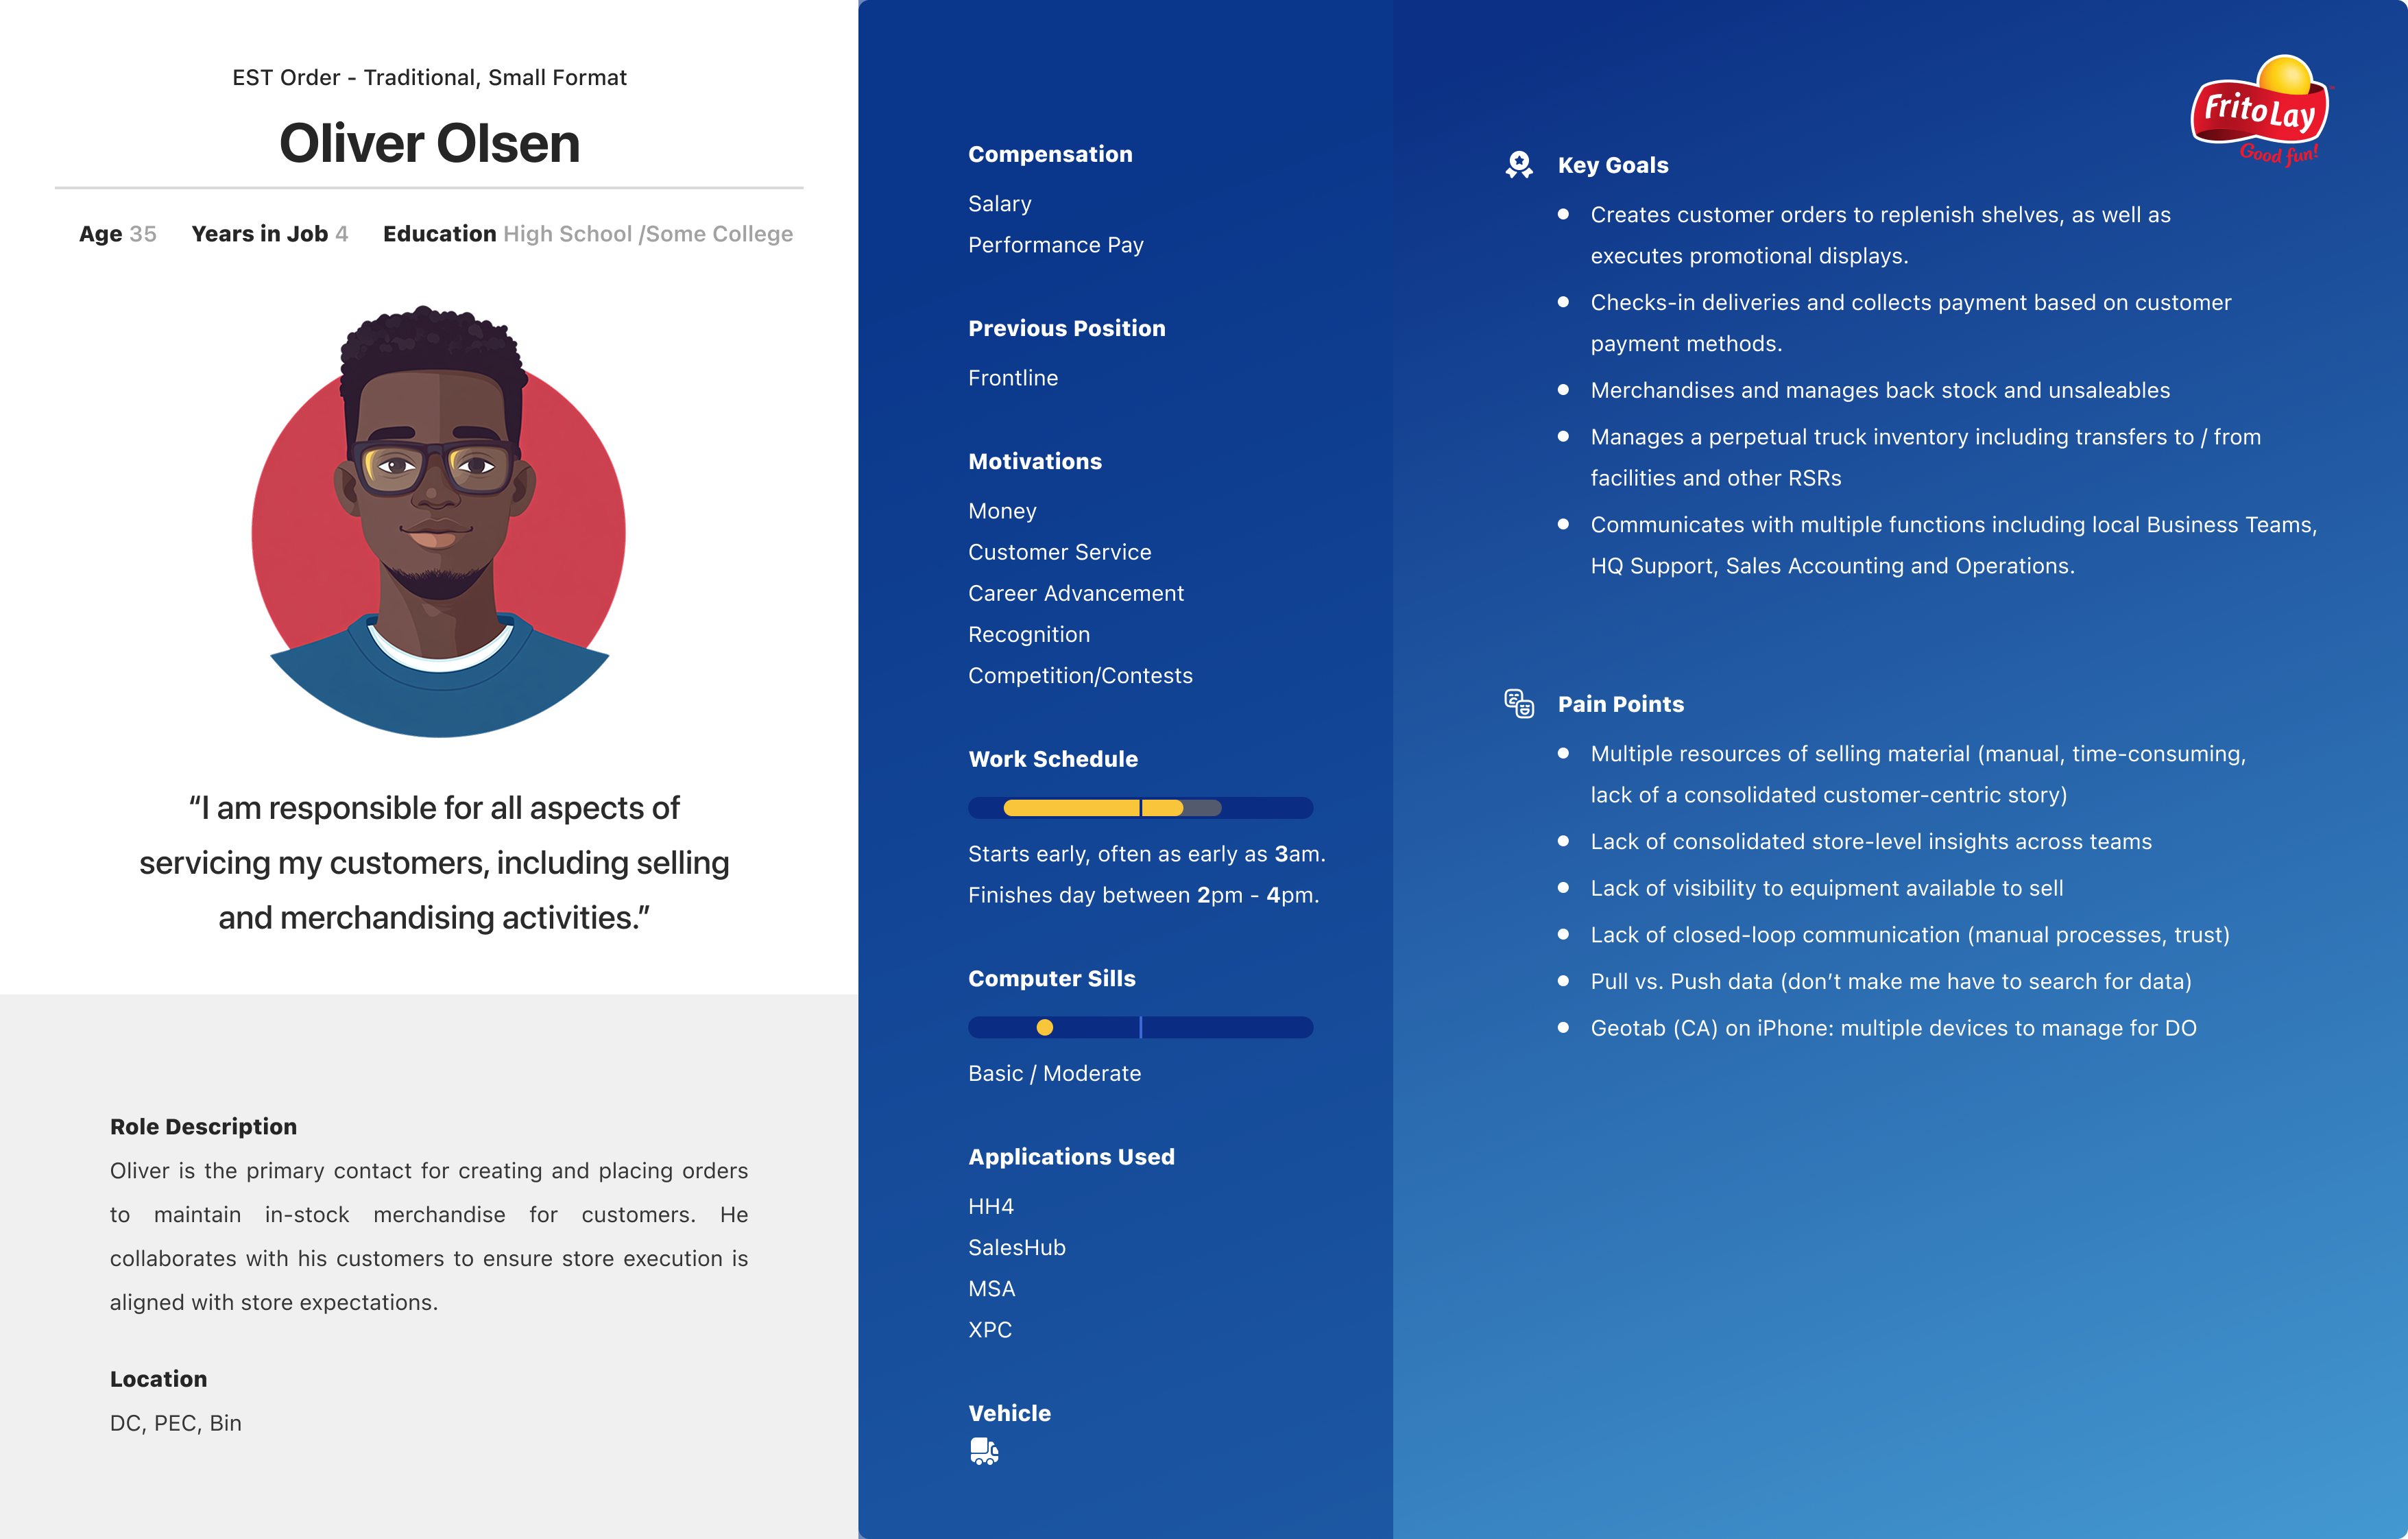 EST Order - Traditional, Small Format
Oliver Olsen
Age 35 Years in Job 4 Education High School /Some College
“I am responsible for all aspects of
servicing my customers, including selling
and merchandising activities.”
Role Description
Oliver is the primary contact for creating and placing orders
to maintain in-stock merchandise for customers. He
collaborates with his customers to ensure store execution is
aligned with store expectations.
Location
DC, PEC, Bin
Compensation
Salary
Performance Pay
Previous Position
Frontline
Motivations
Money
Customer Service
Career Advancement
Recognition
Competition/Contests
Work Schedule
Starts early, often as early as 3am.
Finishes day between 2pm - 4pm.
Computer Sills
Basic / Moderate
Applications Used
HH4
SalesHub
MSA
XPC
Vehicle
Frito Lay
Good fun!
Key Goals
Creates customer orders to replenish shelves, as well as
executes promotional displays.
Checks-in deliveries and collects payment based on customer
payment methods.
Merchandises and manages back stock and unsaleables
Manages a perpetual truck inventory including transfers to / from
facilities and other RSRs
Communicates with multiple functions including local Business Teams,
HQ Support, Sales Accounting and Operations.
Pain Points
Multiple resources of selling material (manual, time-consuming,
lack of a consolidated customer-centric story)
Lack of consolidated store-level insights across teams
Lack of visibility to equipment available to sell
Lack of closed-loop communication (manual processes, trust)
Pull vs. Push data (don’t make me have to search for data)
Geotab (CA) on iPhone: multiple devices to manage for DO